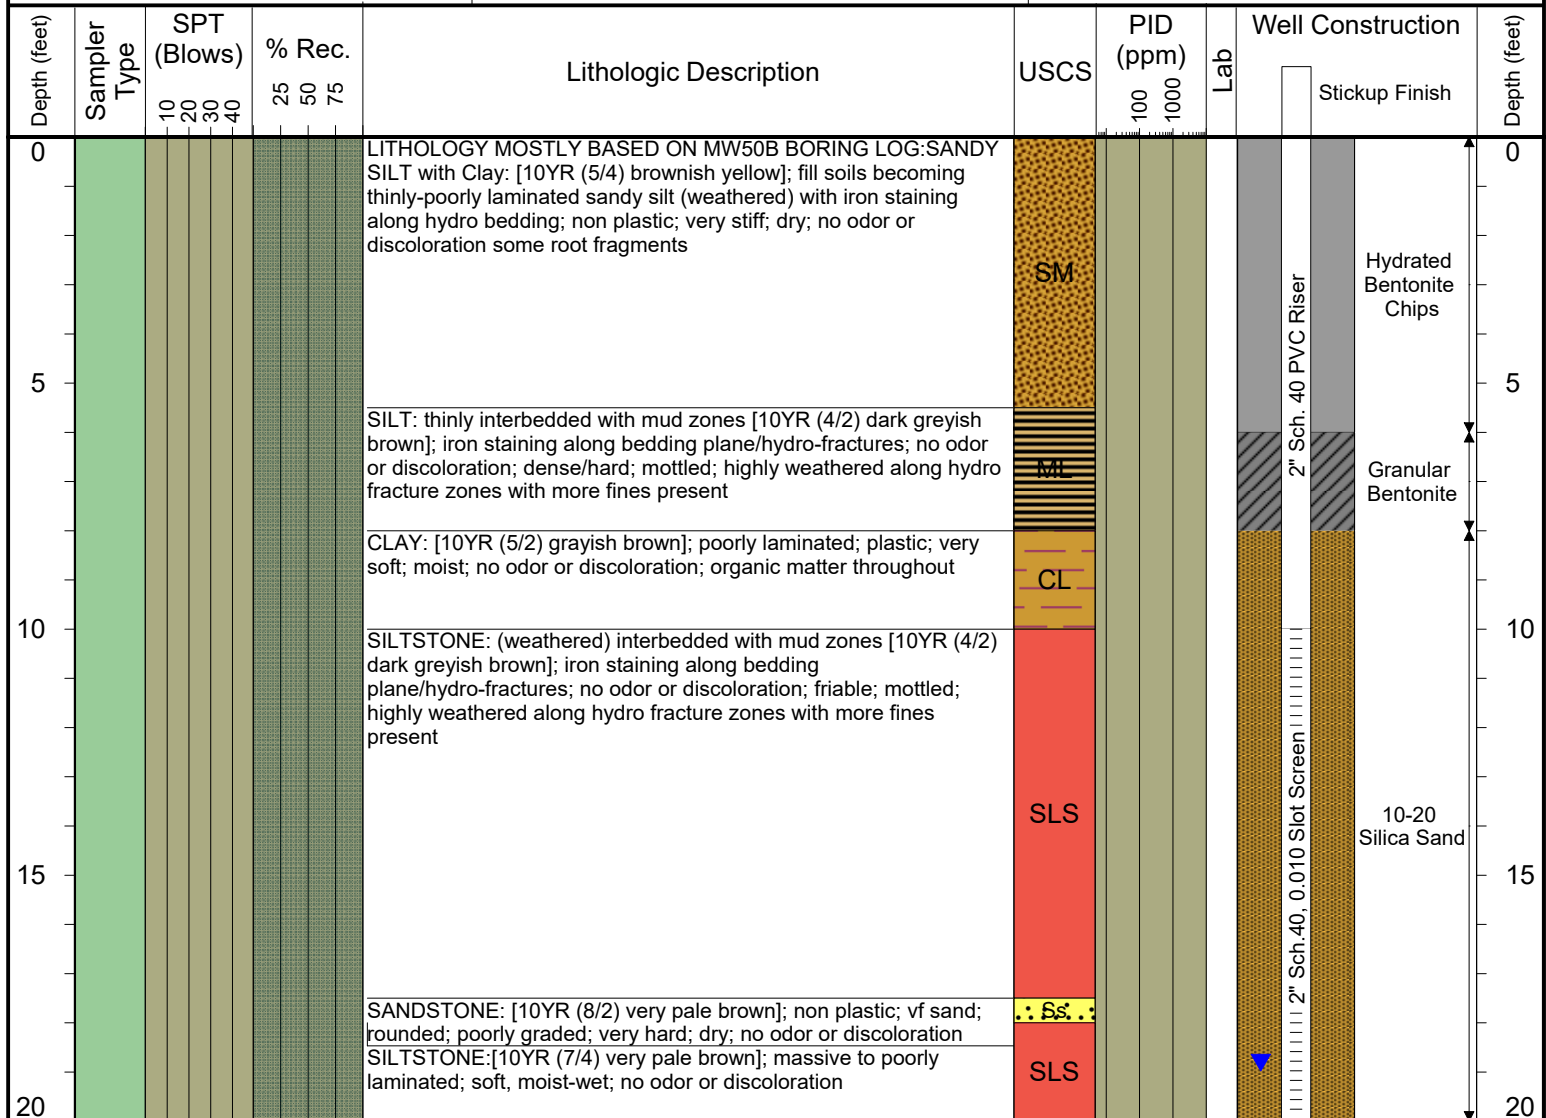 Depth (feet)
Sampler
Type
SPT
(Blows)
10
20
30
40
% Rec.
25
50
75
Lithologic Description
USCS
PID
(ppm)
100
1000
Lab
Well Construction
Stickup Finish
Depth (feet)
0
LITHOLOGY MOSTLY BASED ON MW50B BORING LOG:SANDY
SILT with Clay: [10YR (5/4) brownish yellow]; fill soils becoming
thinly-poorly laminated sandy silt (weathered) with iron staining
along hydro bedding; non plastic; very stiff; dry; no odor or
discoloration some root fragments
SM
2" Sch. 40 PVC Riser
Hydrated
Bentonite
Chips
0
5
5
SILT: thinly interbedded with mud zones [10YR (4/2) dark greyish
brown]; iron staining along bedding plane/hydro-fractures; no odor
or discoloration; dense/hard; mottled; highly weathered along hydro
fracture zones with more fines present
ML
Granular
Bentonite
CLAY: [10YR (5/2) grayish brown]; poorly laminated; plastic; very
soft; moist; no odor or discoloration; organic matter throughout
CL
10
10
SILTSTONE: (weathered) interbedded with mud zones [10YR (4/2)
dark greyish brown]; iron staining along bedding
plane/hydro-fractures; no odor or discoloration; friable; mottled;
highly weathered along hydro fracture zones with more fines
present
SLS
2" Sch.40, 0.010 Slot Screen
10-20
Silica Sand
15
15
SANDSTONE: [10YR (8/2) very pale brown]; non plastic; vf sand;
rounded; poorly graded; very hard; dry; no odor or discoloration
Ss
SILTSTONE:[10YR (7/4) very pale brown]; massive to poorly
laminated; soft, moist-wet; no odor or discoloration
SLS
20
20